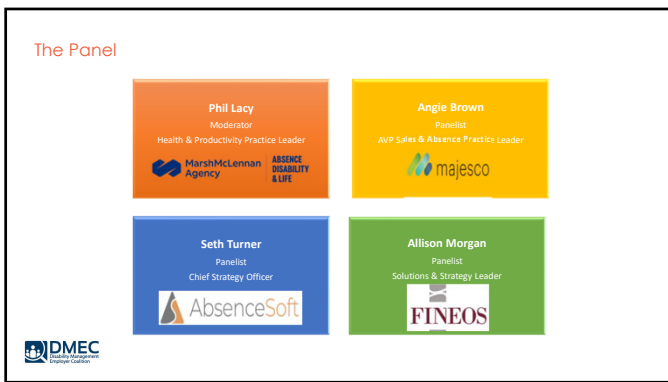 The Panel
Phil Lacy
Moderator
Health & Productivity Practice Leader
MarshMcLennan
Agency
ABSENCE
DISABILITY
& LIFE
Angie Brown
Panelist
AVP Sales & Absence Practice Leader
majesco
Seth Turner
Panelist
Chief Strategy Officer
AbsenceSoft
Allison Morgan
Panelist
Solutions & Strategy Leader
FINEOS
DMEC
Disability Management
Employer Coalition